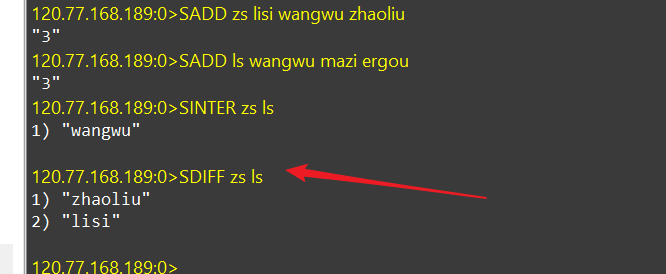 120.77.168.189:0>SADD zs lisi wangwu zhaoliu
"3"
120.77.168.189:0>SADD ls wangwu mazi ergou
"3"
120.77.168.189:0>SINTER zs ls
1) "wangwu"
120.77.168.189:0>SDIFF zs ls
1) "zhaoliu"
2) "lisi"
120.77.168.189:0>